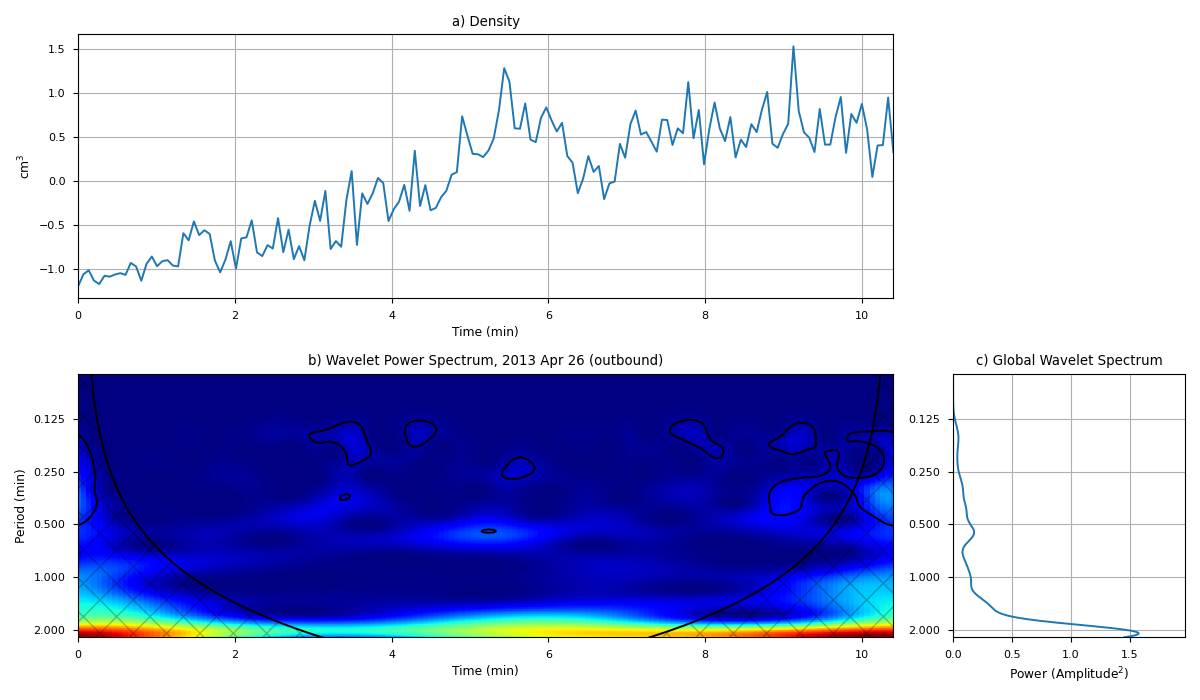 a) Density
1.5
1.0
0.5
0.0
−0.5
−1.0
cm³
0 2 4 6 8 10
Time (min)
b) Wavelet Power Spectrum, 2013 Apr 26 (outbound)
0.125
0.250
0.500
1.000
2.000
Period (min)
0 2 4 6 8 10
Time (min)
c) Global Wavelet Spectrum
0.125
0.250
0.500
1.000
2.000
0.0 0.5 1.0 1.5
Power (Amplitude²)